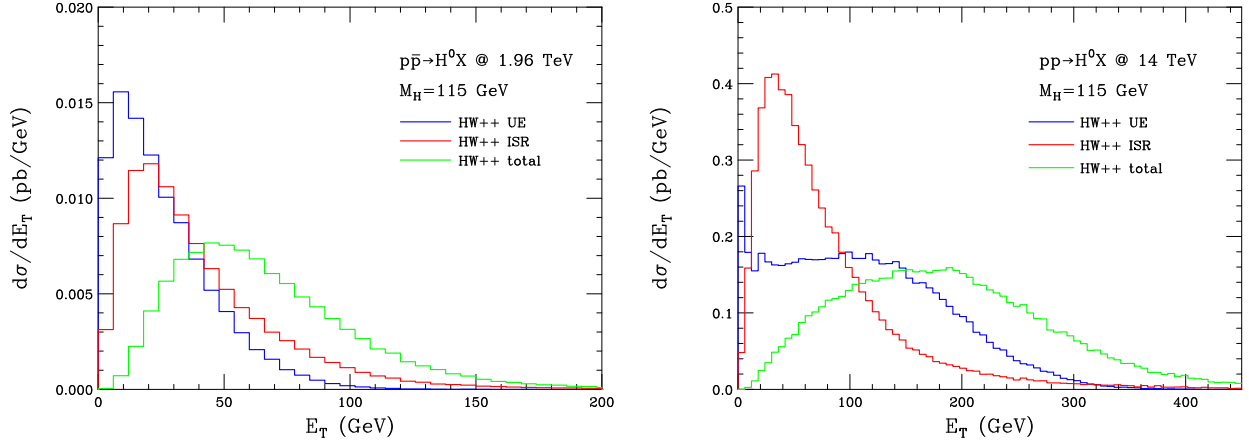 0.020
0.015
0.010
0.005
0.000
dσ/dE_T (pb/GeV)
pp̄→H⁰X @ 1.96 TeV
M_H=115 GeV
HW++ UE
HW++ ISR
HW++ total
0 50 100 150 200
E_T (GeV)
0.5
0.4
0.3
0.2
0.1
0.0
dσ/dE_T (pb/GeV)
pp→H⁰X @ 14 TeV
M_H=115 GeV
HW++ UE
HW++ ISR
HW++ total
0 100 200 300 400
E_T (GeV)